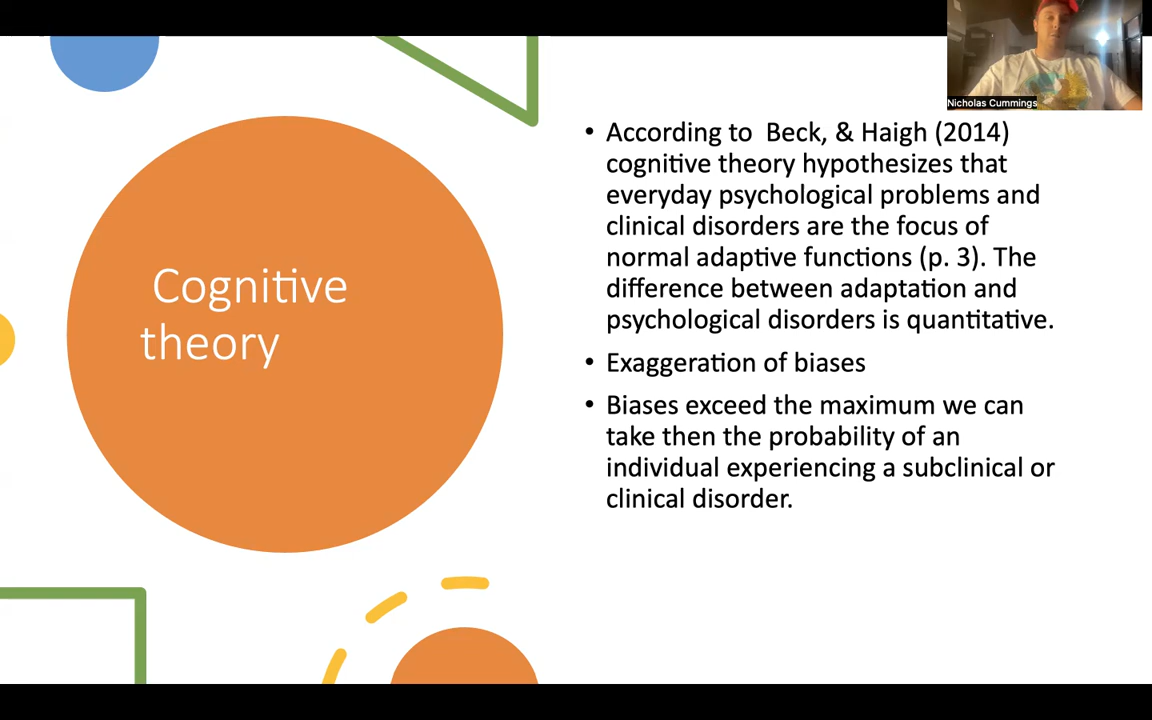 Nicholas Cummings
Cognitive
theory
• According to  Beck, & Haigh (2014)
cognitive theory hypothesizes that
everyday psychological problems and
clinical disorders are the focus of
normal adaptive functions (p. 3). The
difference between adaptation and
psychological disorders is quantitative.
• Exaggeration of biases
• Biases exceed the maximum we can
take then the probability of an
individual experiencing a subclinical or
clinical disorder.